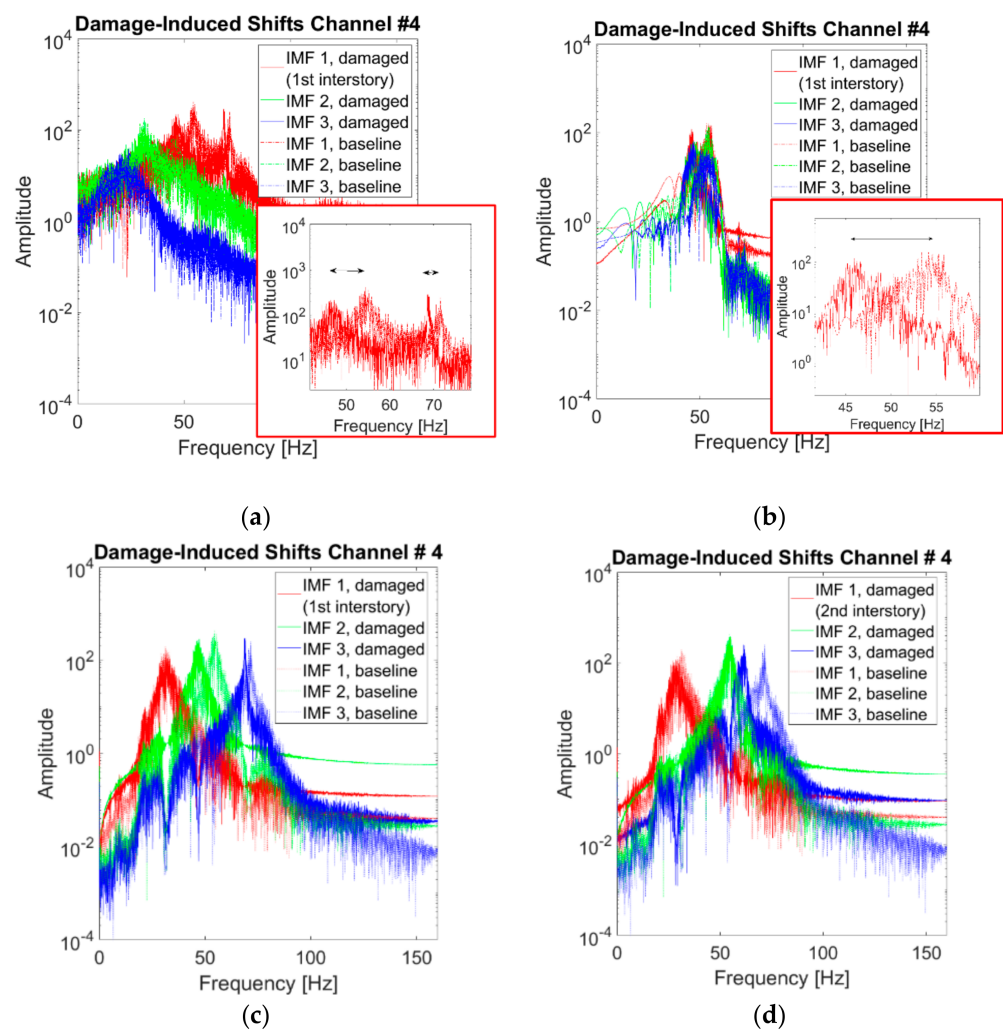 Damage-Induced Shifts Channel #4
10^4
10^2
10^0
10^-2
10^-4
Amplitude
0
50
Frequency [Hz]
IMF 1, damaged
(1st interstory)
IMF 2, damaged
IMF 3, damaged
IMF 1, baseline
IMF 2, baseline
IMF 3, baseline
10^4
10^3
10^2
10^1
Amplitude
50
60
70
Frequency [Hz]
(a)
Damage-Induced Shifts Channel #4
10^4
10^2
10^0
10^-2
10^-4
Amplitude
0
50
Frequency [Hz]
IMF 1, damaged
(1st interstory)
IMF 2, damaged
IMF 3, damaged
IMF 1, baseline
IMF 2, baseline
IMF 3, baseline
10^2
10^1
10^0
Amplitude
45
50
55
Frequency [Hz]
(b)
Damage-Induced Shifts Channel # 4
10^4
10^2
10^0
10^-2
10^-4
Amplitude
0
50
100
150
Frequency [Hz]
IMF 1, damaged
(1st interstory)
IMF 2, damaged
IMF 3, damaged
IMF 1, baseline
IMF 2, baseline
IMF 3, baseline
(c)
Damage-Induced Shifts Channel # 4
10^4
10^2
10^0
10^-2
10^-4
Amplitude
0
50
100
150
Frequency [Hz]
IMF 1, damaged
(2nd interstory)
IMF 2, damaged
IMF 3, damaged
IMF 1, baseline
IMF 2, baseline
IMF 3, baseline
(d)